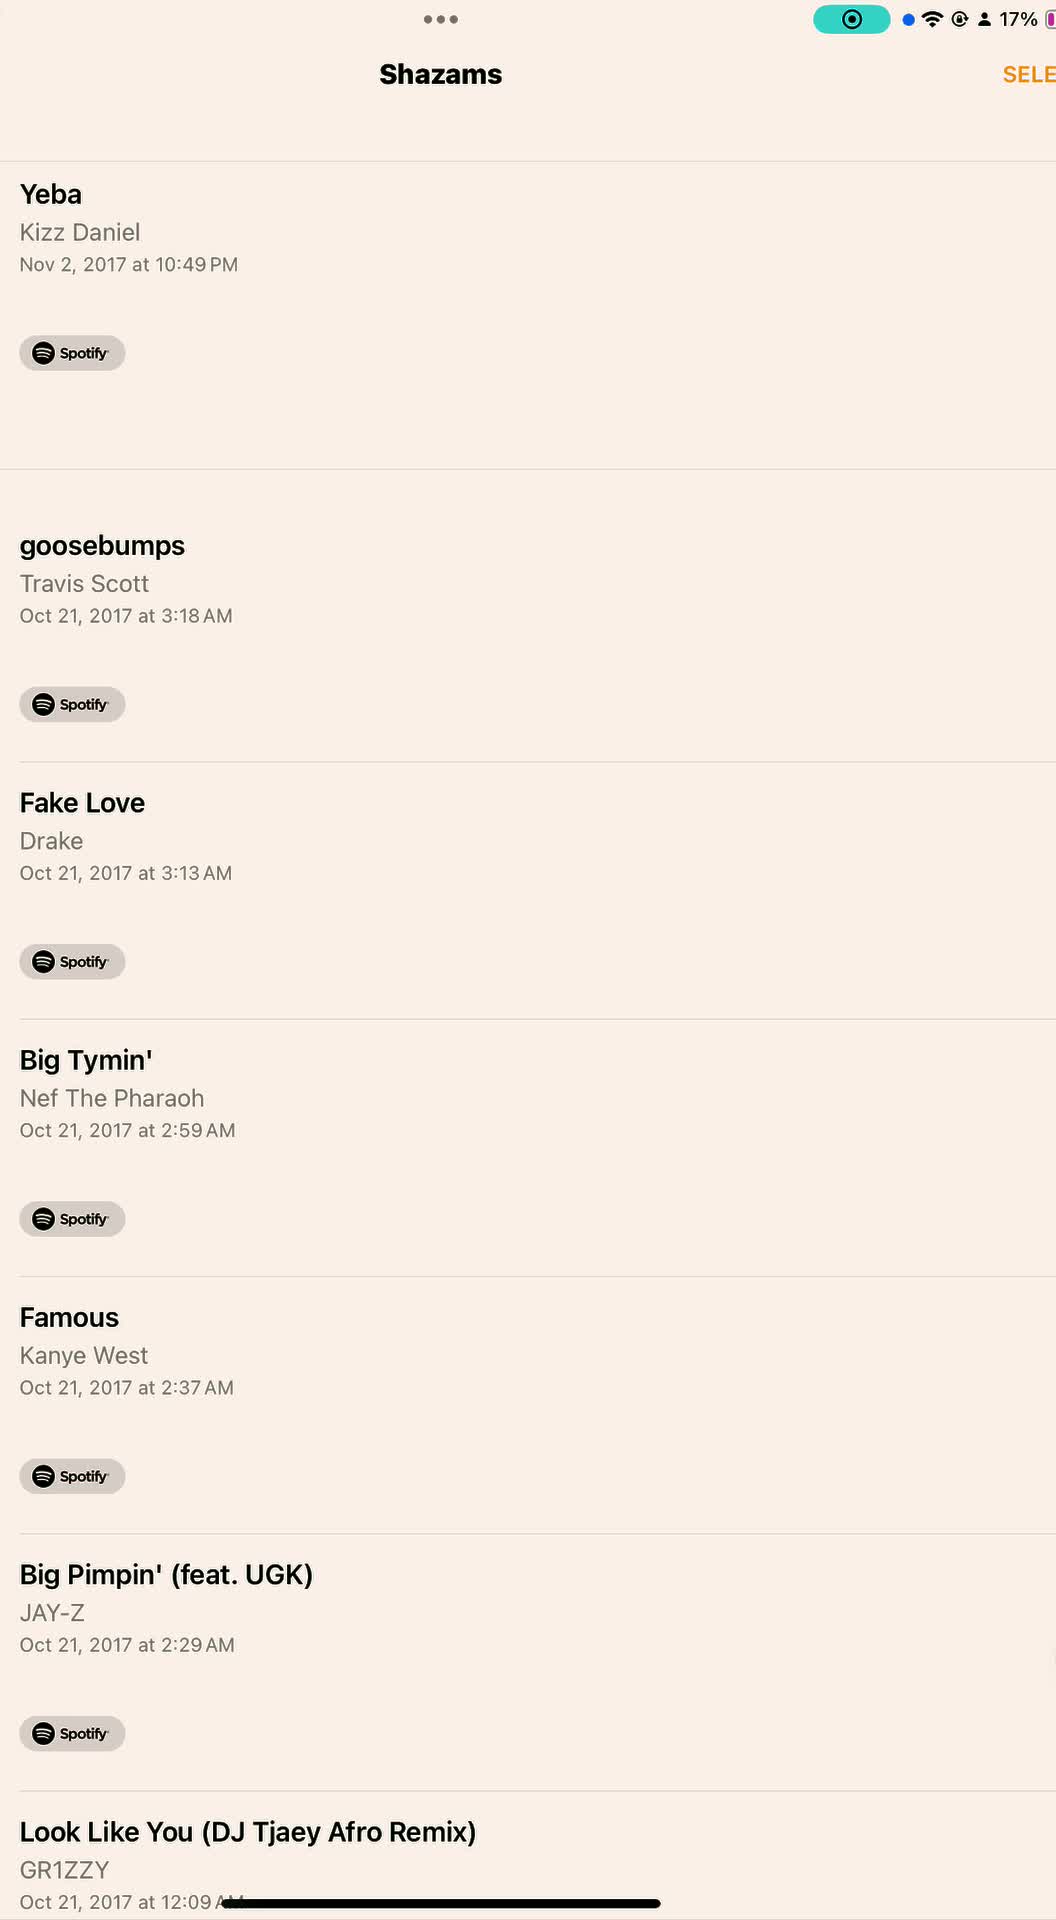 17%
Shazams
SELE
Yeba
Kizz Daniel
Nov 2, 2017 at 10:49 PM
Spotify
goosebumps
Travis Scott
Oct 21, 2017 at 3:18 AM
Spotify
Fake Love
Drake
Oct 21, 2017 at 3:13 AM
Spotify
Big Tymin'
Nef The Pharaoh
Oct 21, 2017 at 2:59 AM
Spotify
Famous
Kanye West
Oct 21, 2017 at 2:37 AM
Spotify
Big Pimpin' (feat. UGK)
JAY-Z
Oct 21, 2017 at 2:29 AM
Spotify
Look Like You (DJ Tjaey Afro Remix)
GR1ZZY
Oct 21, 2017 at 12:09 AM